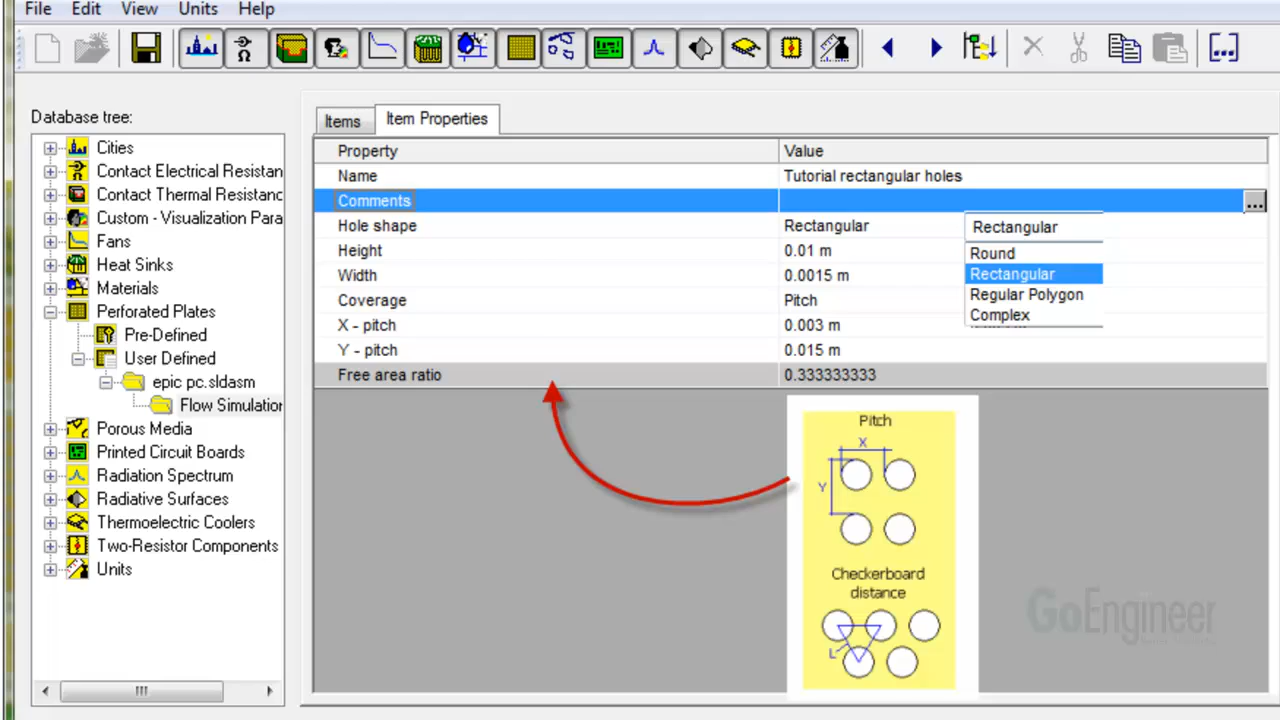 File Edit View Units Help
Database tree:
Cities
Contact Electrical Resistan
Contact Thermal Resistanc
Custom - Visualization Para
Fans
Heat Sinks
Materials
Perforated Plates
Pre-Defined
User Defined
epic pc.sldasm
Flow Simulation
Porous Media
Printed Circuit Boards
Radiation Spectrum
Radiative Surfaces
Thermoelectric Coolers
Two-Resistor Components
Units
Items Item Properties
Property Value
Name Tutorial rectangular holes
Comments ...
Hole shape Rectangular
Height 0.01 m
Width 0.0015 m
Coverage Pitch
X - pitch 0.003 m
Y - pitch 0.015 m
Free area ratio 0.333333333
Rectangular
Round
Rectangular
Regular Polygon
Complex
Pitch
X
Y
Checkerboard
distance
L
GoEngineer